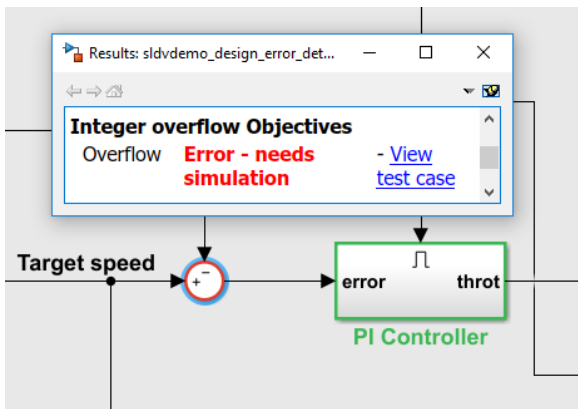 Results: sldvdemo_design_error_det...
Integer overflow Objectives
Overflow Error - needs simulation - View test case
Target speed
+ −
error throt
PI Controller